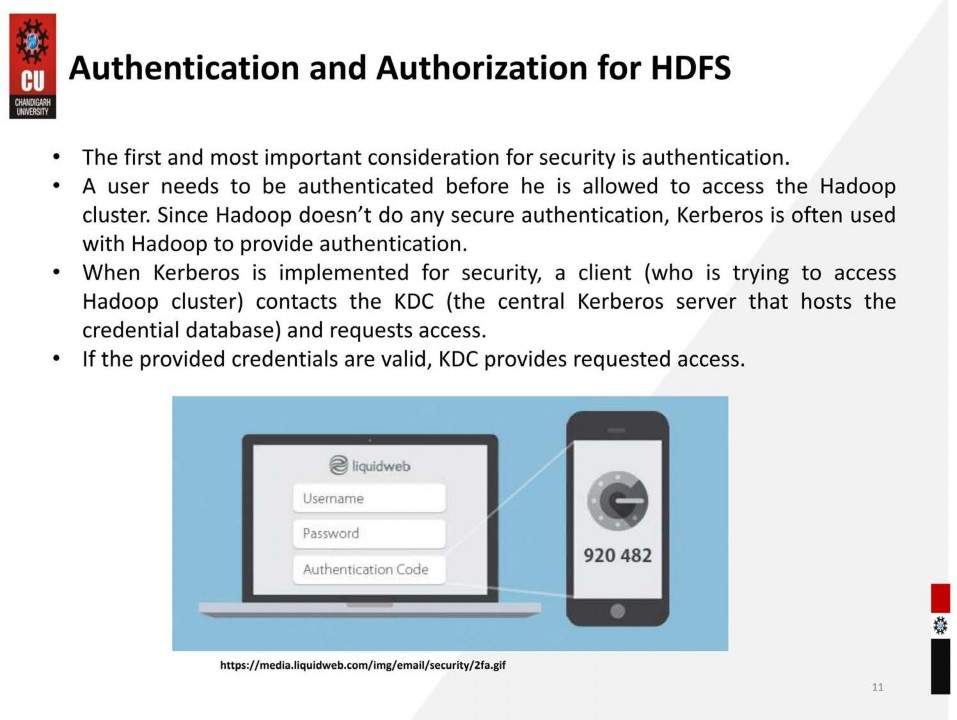 CU
CHANDIGARH
UNIVERSITY
Authentication and Authorization for HDFS
• The first and most important consideration for security is authentication.
• A user needs to be authenticated before he is allowed to access the Hadoop
cluster. Since Hadoop doesn’t do any secure authentication, Kerberos is often used
with Hadoop to provide authentication.
• When Kerberos is implemented for security, a client (who is trying to access
Hadoop cluster) contacts the KDC (the central Kerberos server that hosts the
credential database) and requests access.
• If the provided credentials are valid, KDC provides requested access.
liquidweb
Username
Password
Authentication Code
920 482
https://media.liquidweb.com/img/email/security/2fa.gif
11